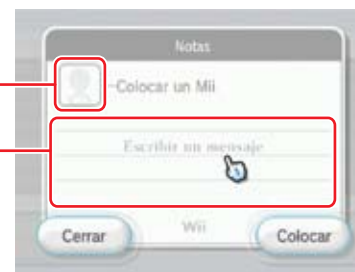 Notas
Colocar un Mii
Escribir un mensaje
Wii
Cerrar
Colocar